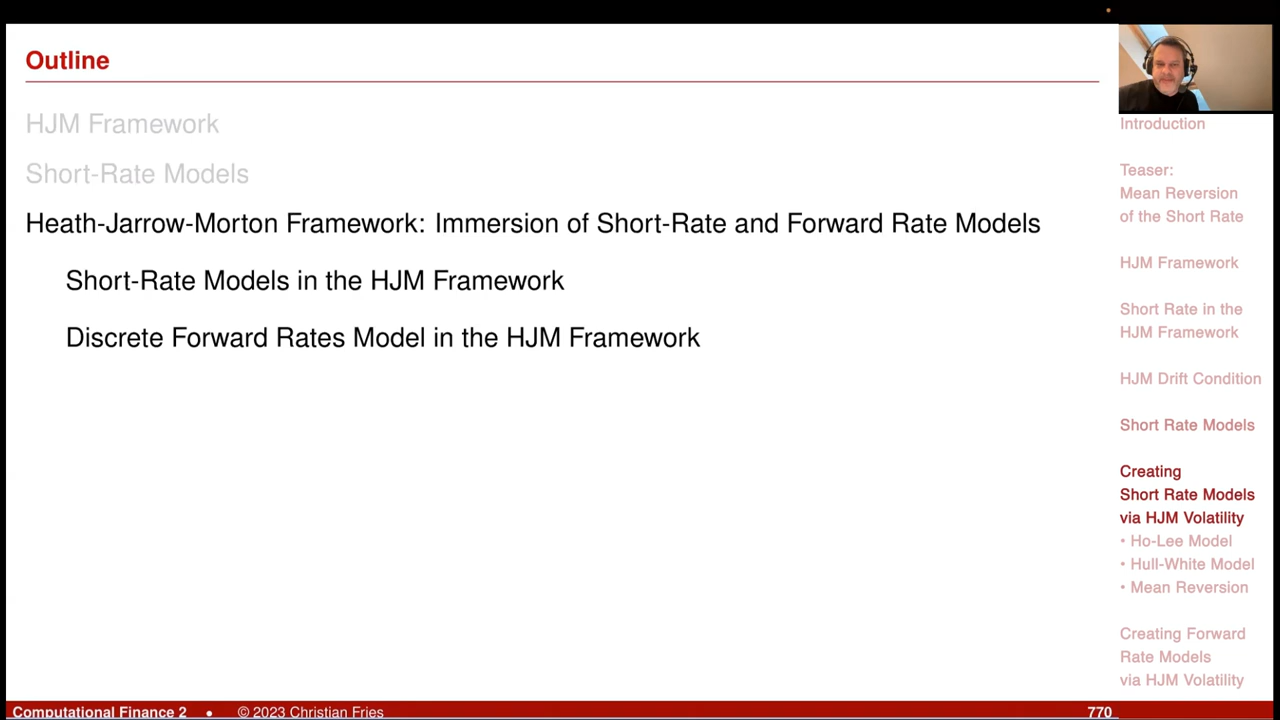 Outline
HJM Framework
Short-Rate Models
Heath-Jarrow-Morton Framework: Immersion of Short-Rate and Forward Rate Models
Short-Rate Models in the HJM Framework
Discrete Forward Rates Model in the HJM Framework
Introduction
Teaser:
Mean Reversion
of the Short Rate
HJM Framework
Short Rate in the
HJM Framework
HJM Drift Condition
Short Rate Models
Creating
Short Rate Models
via HJM Volatility
• Ho-Lee Model
• Hull-White Model
• Mean Reversion
Creating Forward
Rate Models
via HJM Volatility
Computational Finance 2 • © 2023 Christian Fries 770